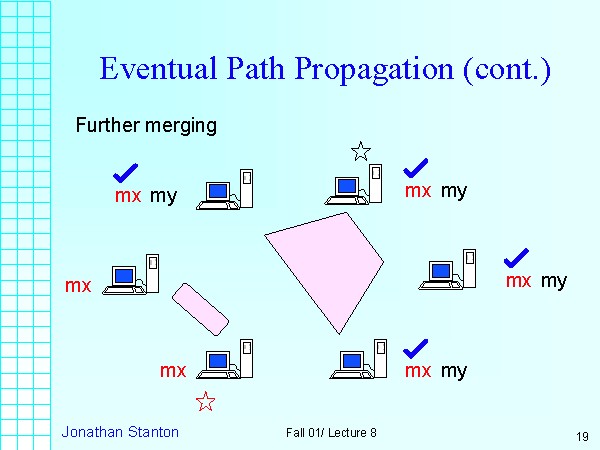 Eventual Path Propagation (cont.)
Further merging
mx my
mx my
mx
mx my
mx
mx my
Jonathan Stanton
Fall 01/ Lecture 8
19